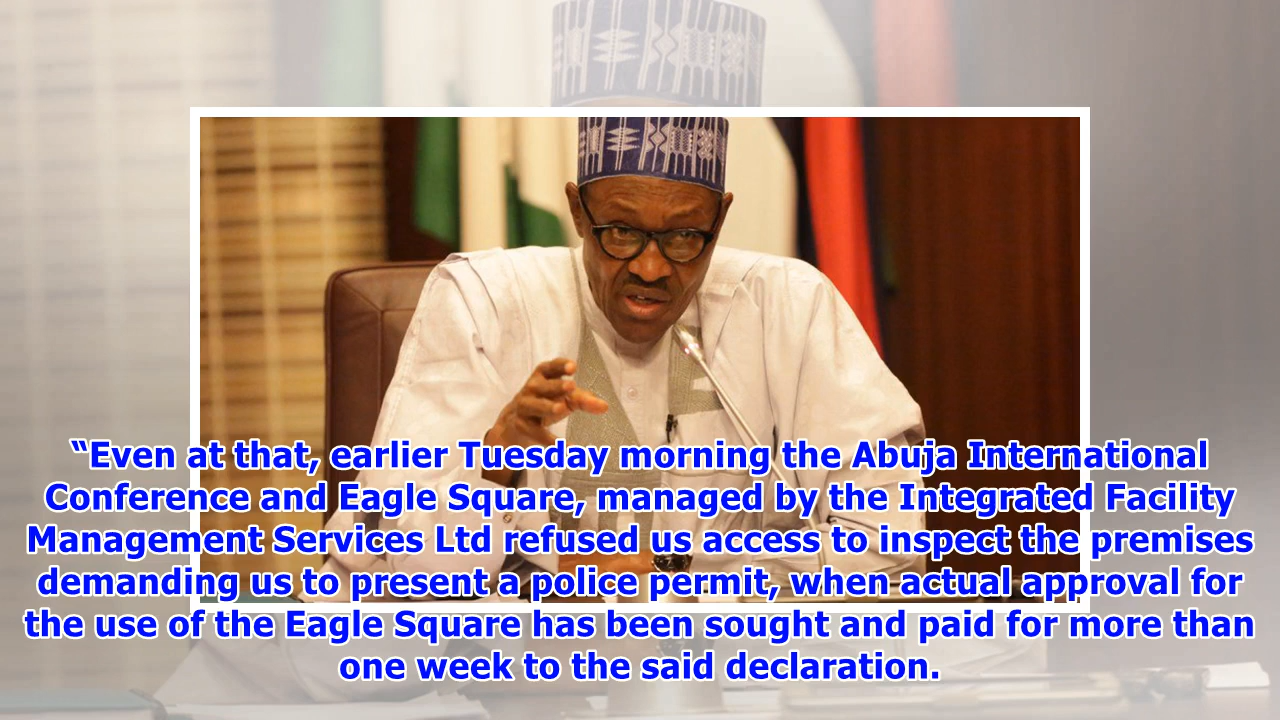 “Even at that, earlier Tuesday morning the Abuja International
Conference and Eagle Square, managed by the Integrated Facility
Management Services Ltd refused us access to inspect the premises
demanding us to present a police permit, when actual approval for
the use of the Eagle Square has been sought and paid for more than
one week to the said declaration.